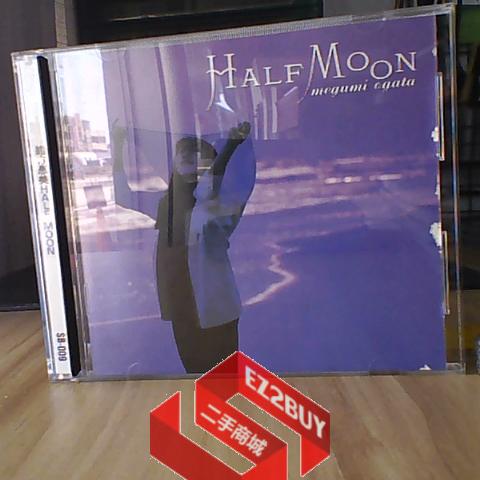 HALF MOON
megumi ogata
緒方恵美 HALF MOON
SB-009
EZ2BUY
二手商城